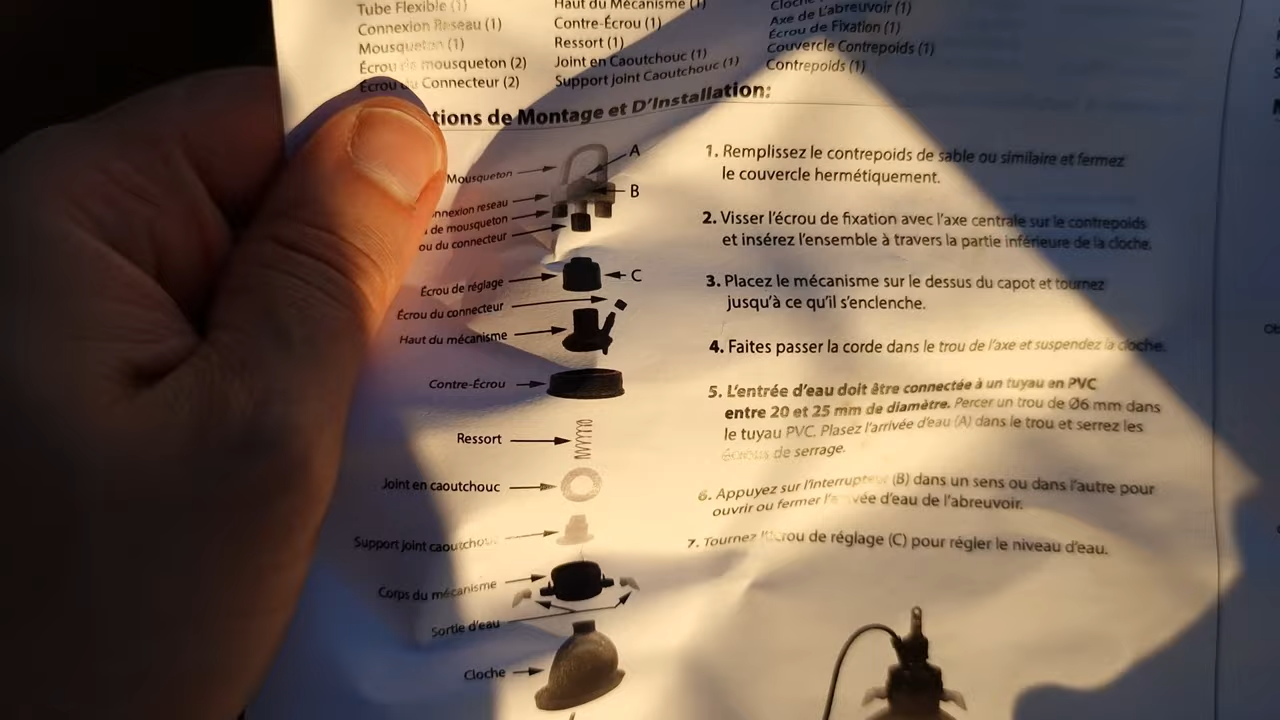 Tube Flexible (1)
Connexion Reseau (1)
Mousqueton (1)
Écrou de mousqueton (2)
Écrou du Connecteur (2)
Haut du Mécanisme (1)
Contre-Écrou (1)
Ressort (1)
Joint en Caoutchouc (1)
Support joint Caoutchouc (1)
Cloche
Axe de L'abreuvoir (1)
Écrou de Fixation (1)
Couvercle Contrepoids (1)
Contrepoids (1)
tions de Montage et D'Installation:
A
Mousqueton
B
nnexion reseau
de mousqueton
ou du connecteur
C
Écrou de réglage
Écrou du connecteur
Haut du mécanisme
Contre-Écrou
Ressort
Joint en caoutchouc
Support joint caoutchouc
Corps du mécanisme
Sortie d'eau
Cloche
1. Remplissez le contrepoids de sable ou similaire et fermez
le couvercle hermétiquement.
2. Visser l'écrou de fixation avec l'axe centrale sur le contrepoids
et insérez l'ensemble à travers la partie inférieure de la cloche.
3. Placez le mécanisme sur le dessus du capot et tournez
jusqu'à ce qu'il s'enclenche.
4. Faites passer la corde dans le trou de l'axe et suspendez la cloche.
5. L'entrée d'eau doit être connectée à un tuyau en PVC
entre 20 et 25 mm de diamètre. Percer un trou de Ø6 mm dans
le tuyau PVC. Plasez l'arrivée d'eau (A) dans le trou et serrez les
écrous de serrage.
6. Appuyez sur l'interrupteur (B) dans un sens ou dans l'autre pour
ouvrir ou fermer l'arrivée d'eau de l'abreuvoir.
7. Tournez l'écrou de réglage (C) pour régler le niveau d'eau.